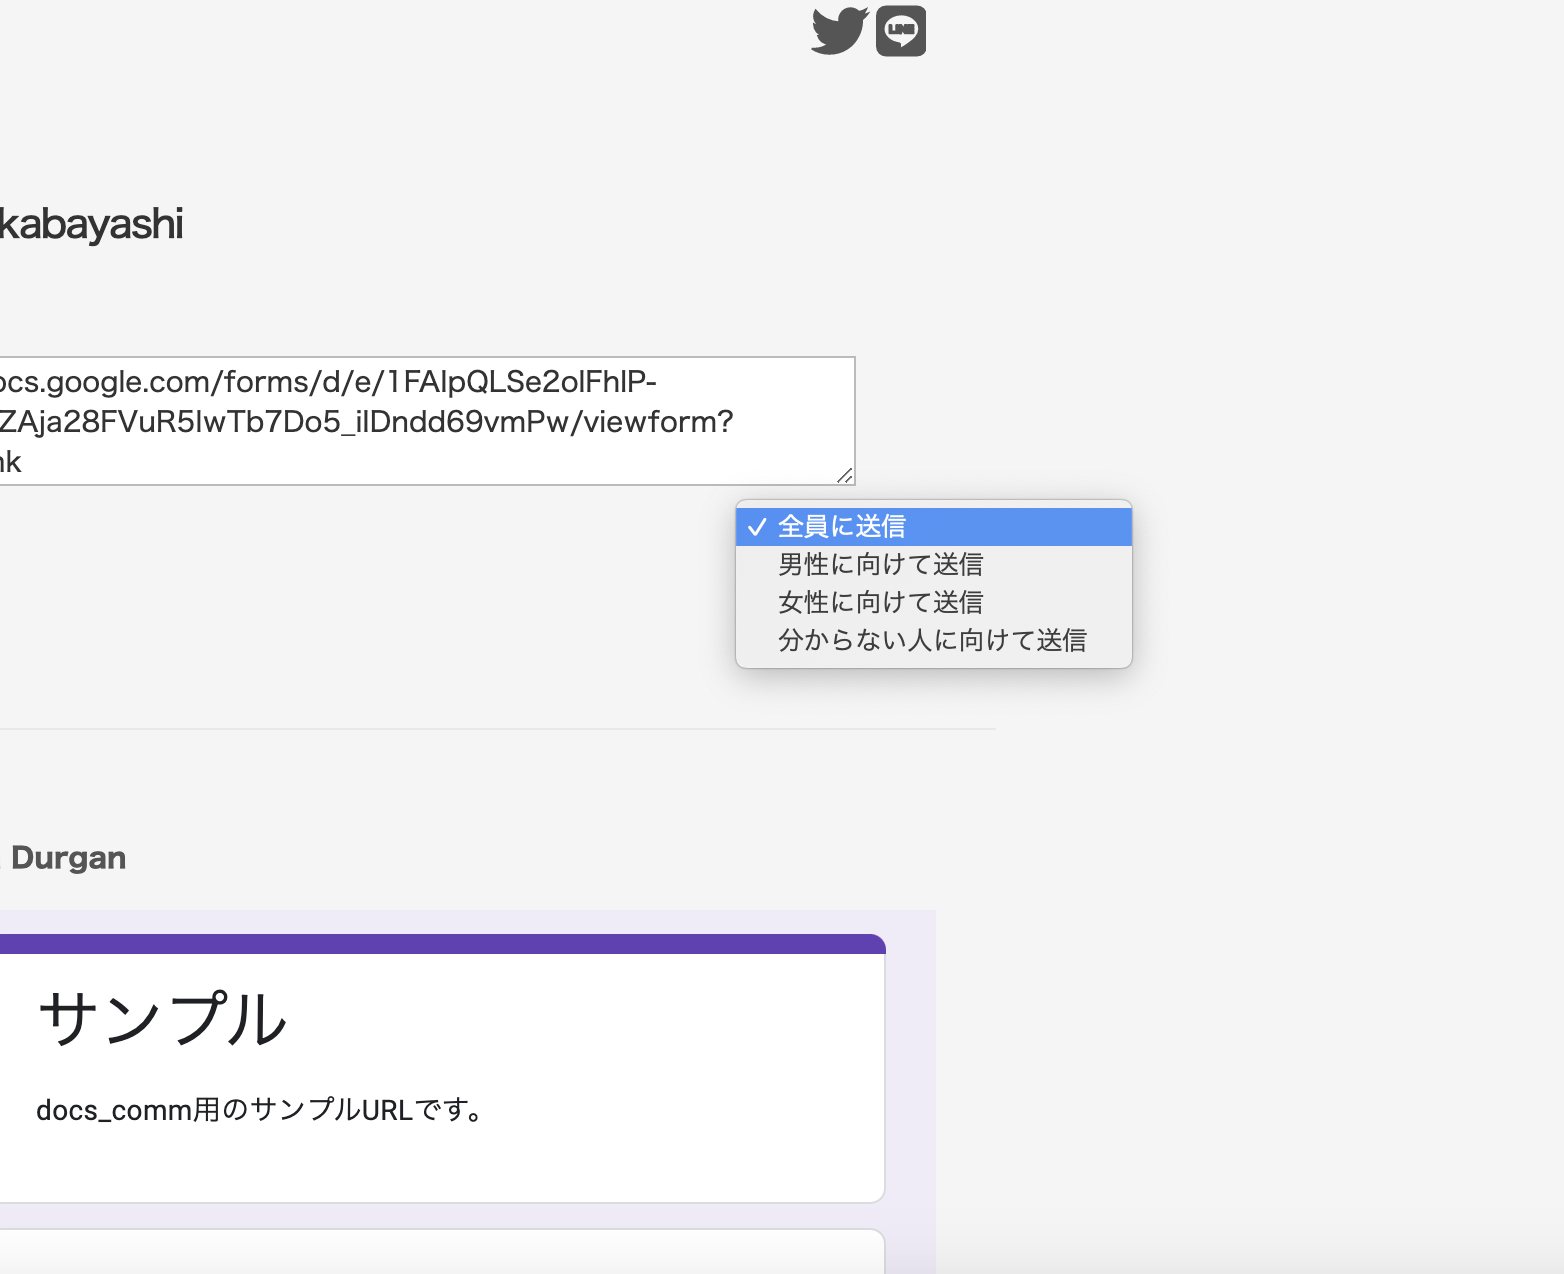 LINE
kabayashi
ocs.google.com/forms/d/e/1FAIpQLSe2olFhlP-
ZAja28FVuR5IwTb7Do5_ilDndd69vmPw/viewform?
nk
全員に送信
男性に向けて送信
女性に向けて送信
分からない人に向けて送信
Durgan
サンプル
docs_comm用のサンプルURLです。